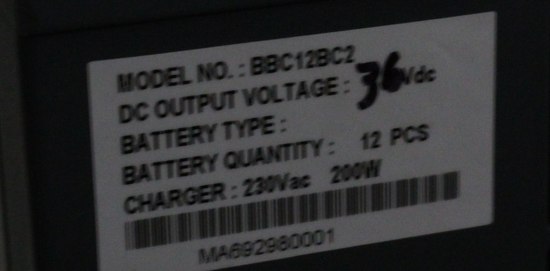 MODEL NO. : BBC12BC2
DC OUTPUT VOLTAGE : 36Vdc
BATTERY TYPE :
BATTERY QUANTITY : 12 PCS
CHARGER : 230Vac 200W
MA692980001